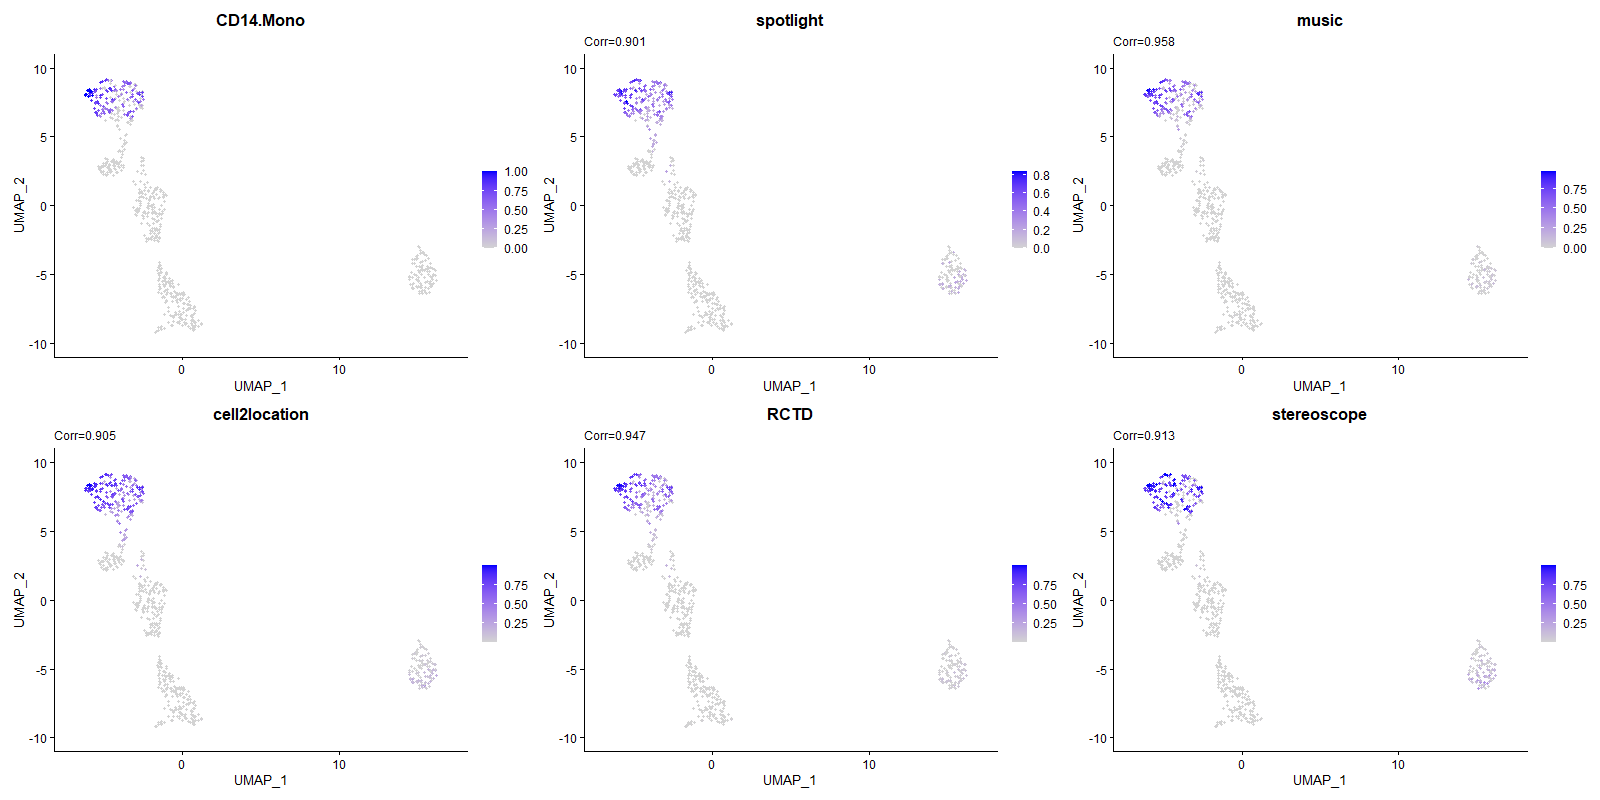 CD14.Mono
10
5
0
-5
-10
0
10
UMAP_1
UMAP_2
1.00
0.75
0.50
0.25
0.00
spotlight
Corr=0.901
10
5
0
-5
-10
0
10
UMAP_1
UMAP_2
0.8
0.6
0.4
0.2
0.0
music
Corr=0.958
10
5
0
-5
-10
0
10
UMAP_1
UMAP_2
0.75
0.50
0.25
0.00
cell2location
Corr=0.905
10
5
0
-5
-10
0
10
UMAP_1
UMAP_2
0.75
0.50
0.25
RCTD
Corr=0.947
10
5
0
-5
-10
0
10
UMAP_1
UMAP_2
0.75
0.50
0.25
stereoscope
Corr=0.913
10
5
0
-5
-10
0
10
UMAP_1
UMAP_2
0.75
0.50
0.25